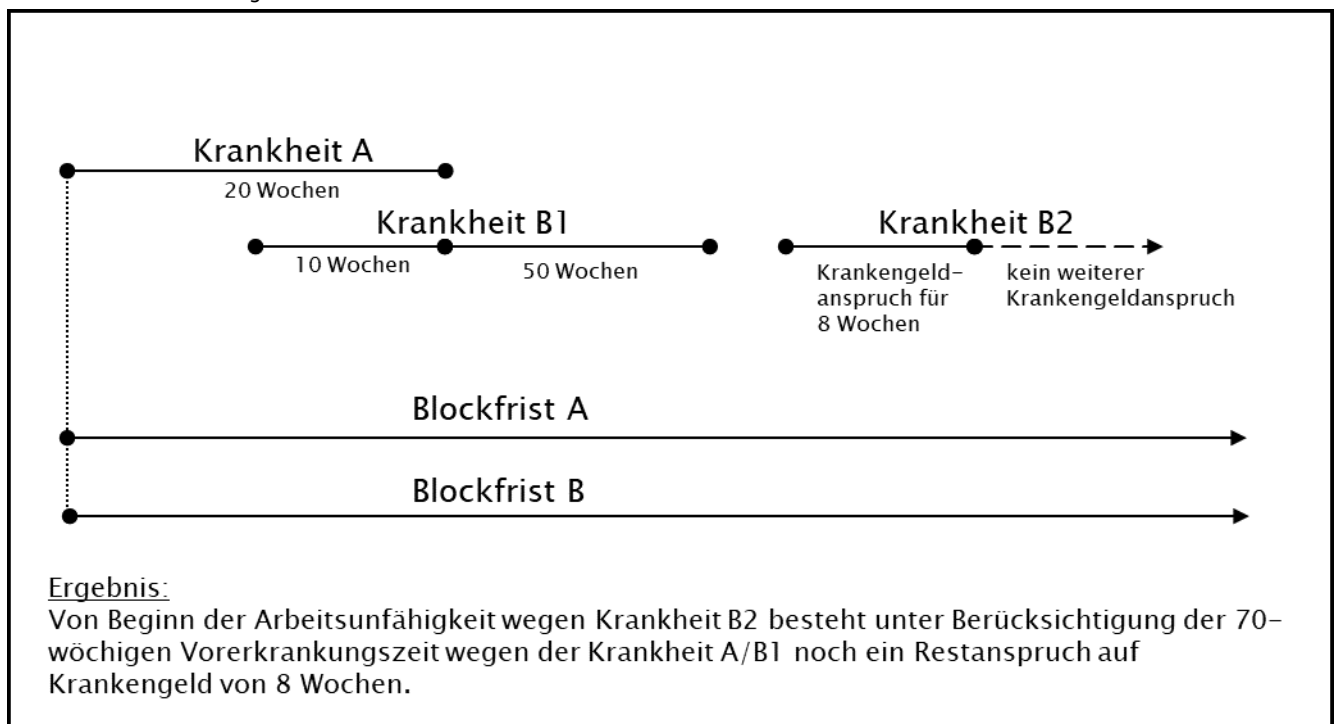 Krankheit A
20 Wochen
Krankheit B1
10 Wochen
50 Wochen
Krankheit B2
Krankengeld-
anspruch für
8 Wochen
kein weiterer
Krankengeldanspruch
Blockfrist A
Blockfrist B
Ergebnis:
Von Beginn der Arbeitsunfähigkeit wegen Krankheit B2 besteht unter Berücksichtigung der 70-
wöchigen Vorerkrankungszeit wegen der Krankheit A/B1 noch ein Restanspruch auf
Krankengeld von 8 Wochen.